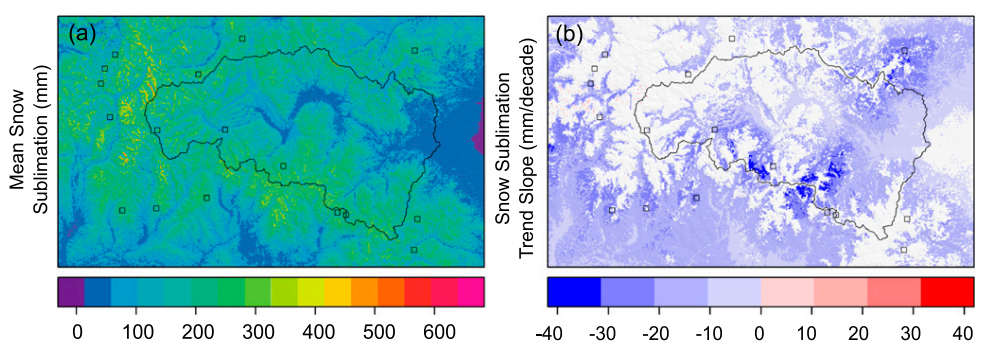 (a)
Mean Snow
Sublimation (mm)
0 100 200 300 400 500 600
(b)
Snow Sublimation
Trend Slope (mm/decade)
-40 -30 -20 -10 0 10 20 30 40